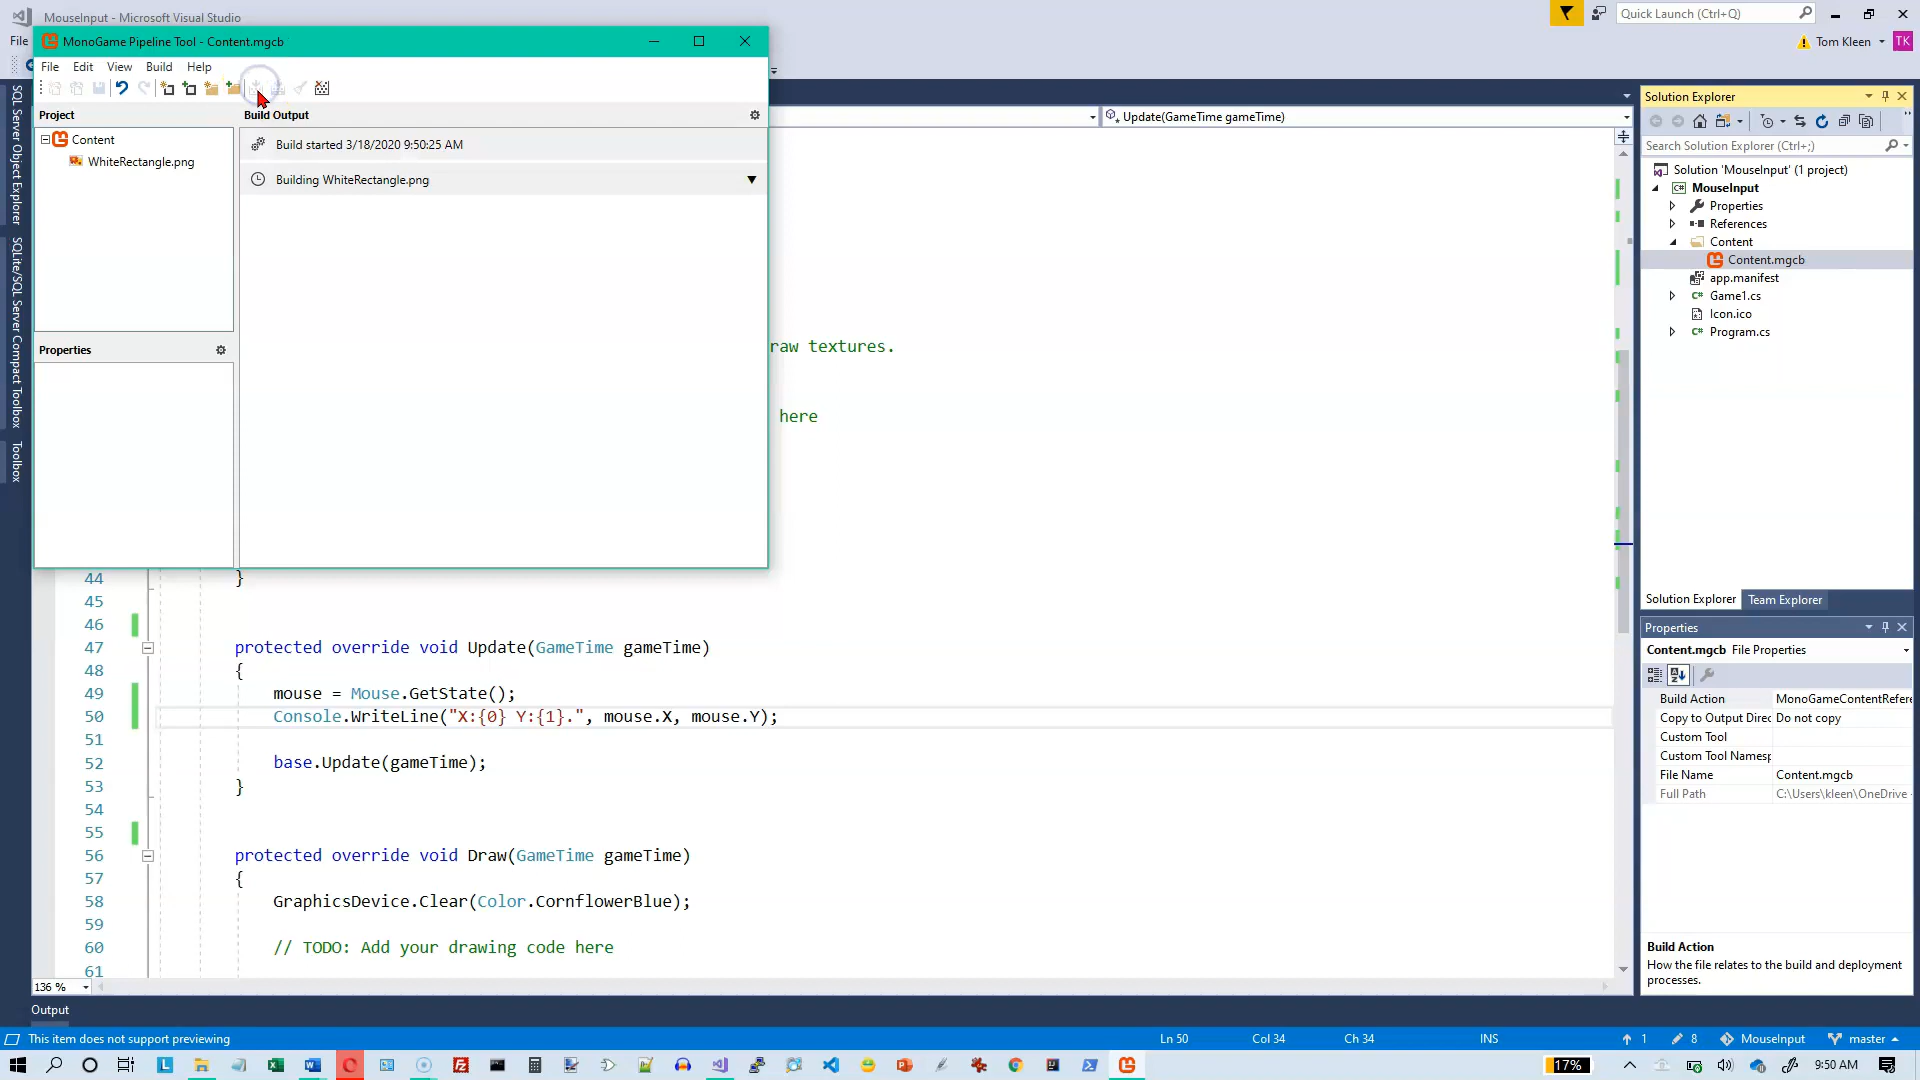 MouseInput - Microsoft Visual Studio
Quick Launch (Ctrl+Q)
File
Tom Kleen
TK
MonoGame Pipeline Tool - Content.mgcb
File Edit View Build Help
Project
Content
WhiteRectangle.png
Properties
Build Output
Build started 3/18/2020 9:50:25 AM
Building WhiteRectangle.png
SQL Server Object Explorer
SQLite/SQL Server Compact Toolbox
Toolbox
Update(GameTime gameTime)
raw textures.
here
44 }
45
46
47 protected override void Update(GameTime gameTime)
48 {
49 mouse = Mouse.GetState();
50 Console.WriteLine("X:{0} Y:{1}.", mouse.X, mouse.Y);
51
52 base.Update(gameTime);
53 }
54
55
56 protected override void Draw(GameTime gameTime)
57 {
58 GraphicsDevice.Clear(Color.CornflowerBlue);
59
60 // TODO: Add your drawing code here
61
136 %
Output
Solution Explorer
Search Solution Explorer (Ctrl+;)
Solution 'MouseInput' (1 project)
C# MouseInput
Properties
References
Content
Content.mgcb
app.manifest
C# Game1.cs
Icon.ico
C# Program.cs
Solution Explorer Team Explorer
Properties
Content.mgcb File Properties
Build Action MonoGameContentRefere
Copy to Output Direc Do not copy
Custom Tool
Custom Tool Namesp
File Name Content.mgcb
Full Path C:\Users\kleen\OneDrive
Build Action
How the file relates to the build and deployment
processes.
This item does not support previewing
Ln 50 Col 34 Ch 34 INS 1 8 MouseInput master
17%
9:50 AM